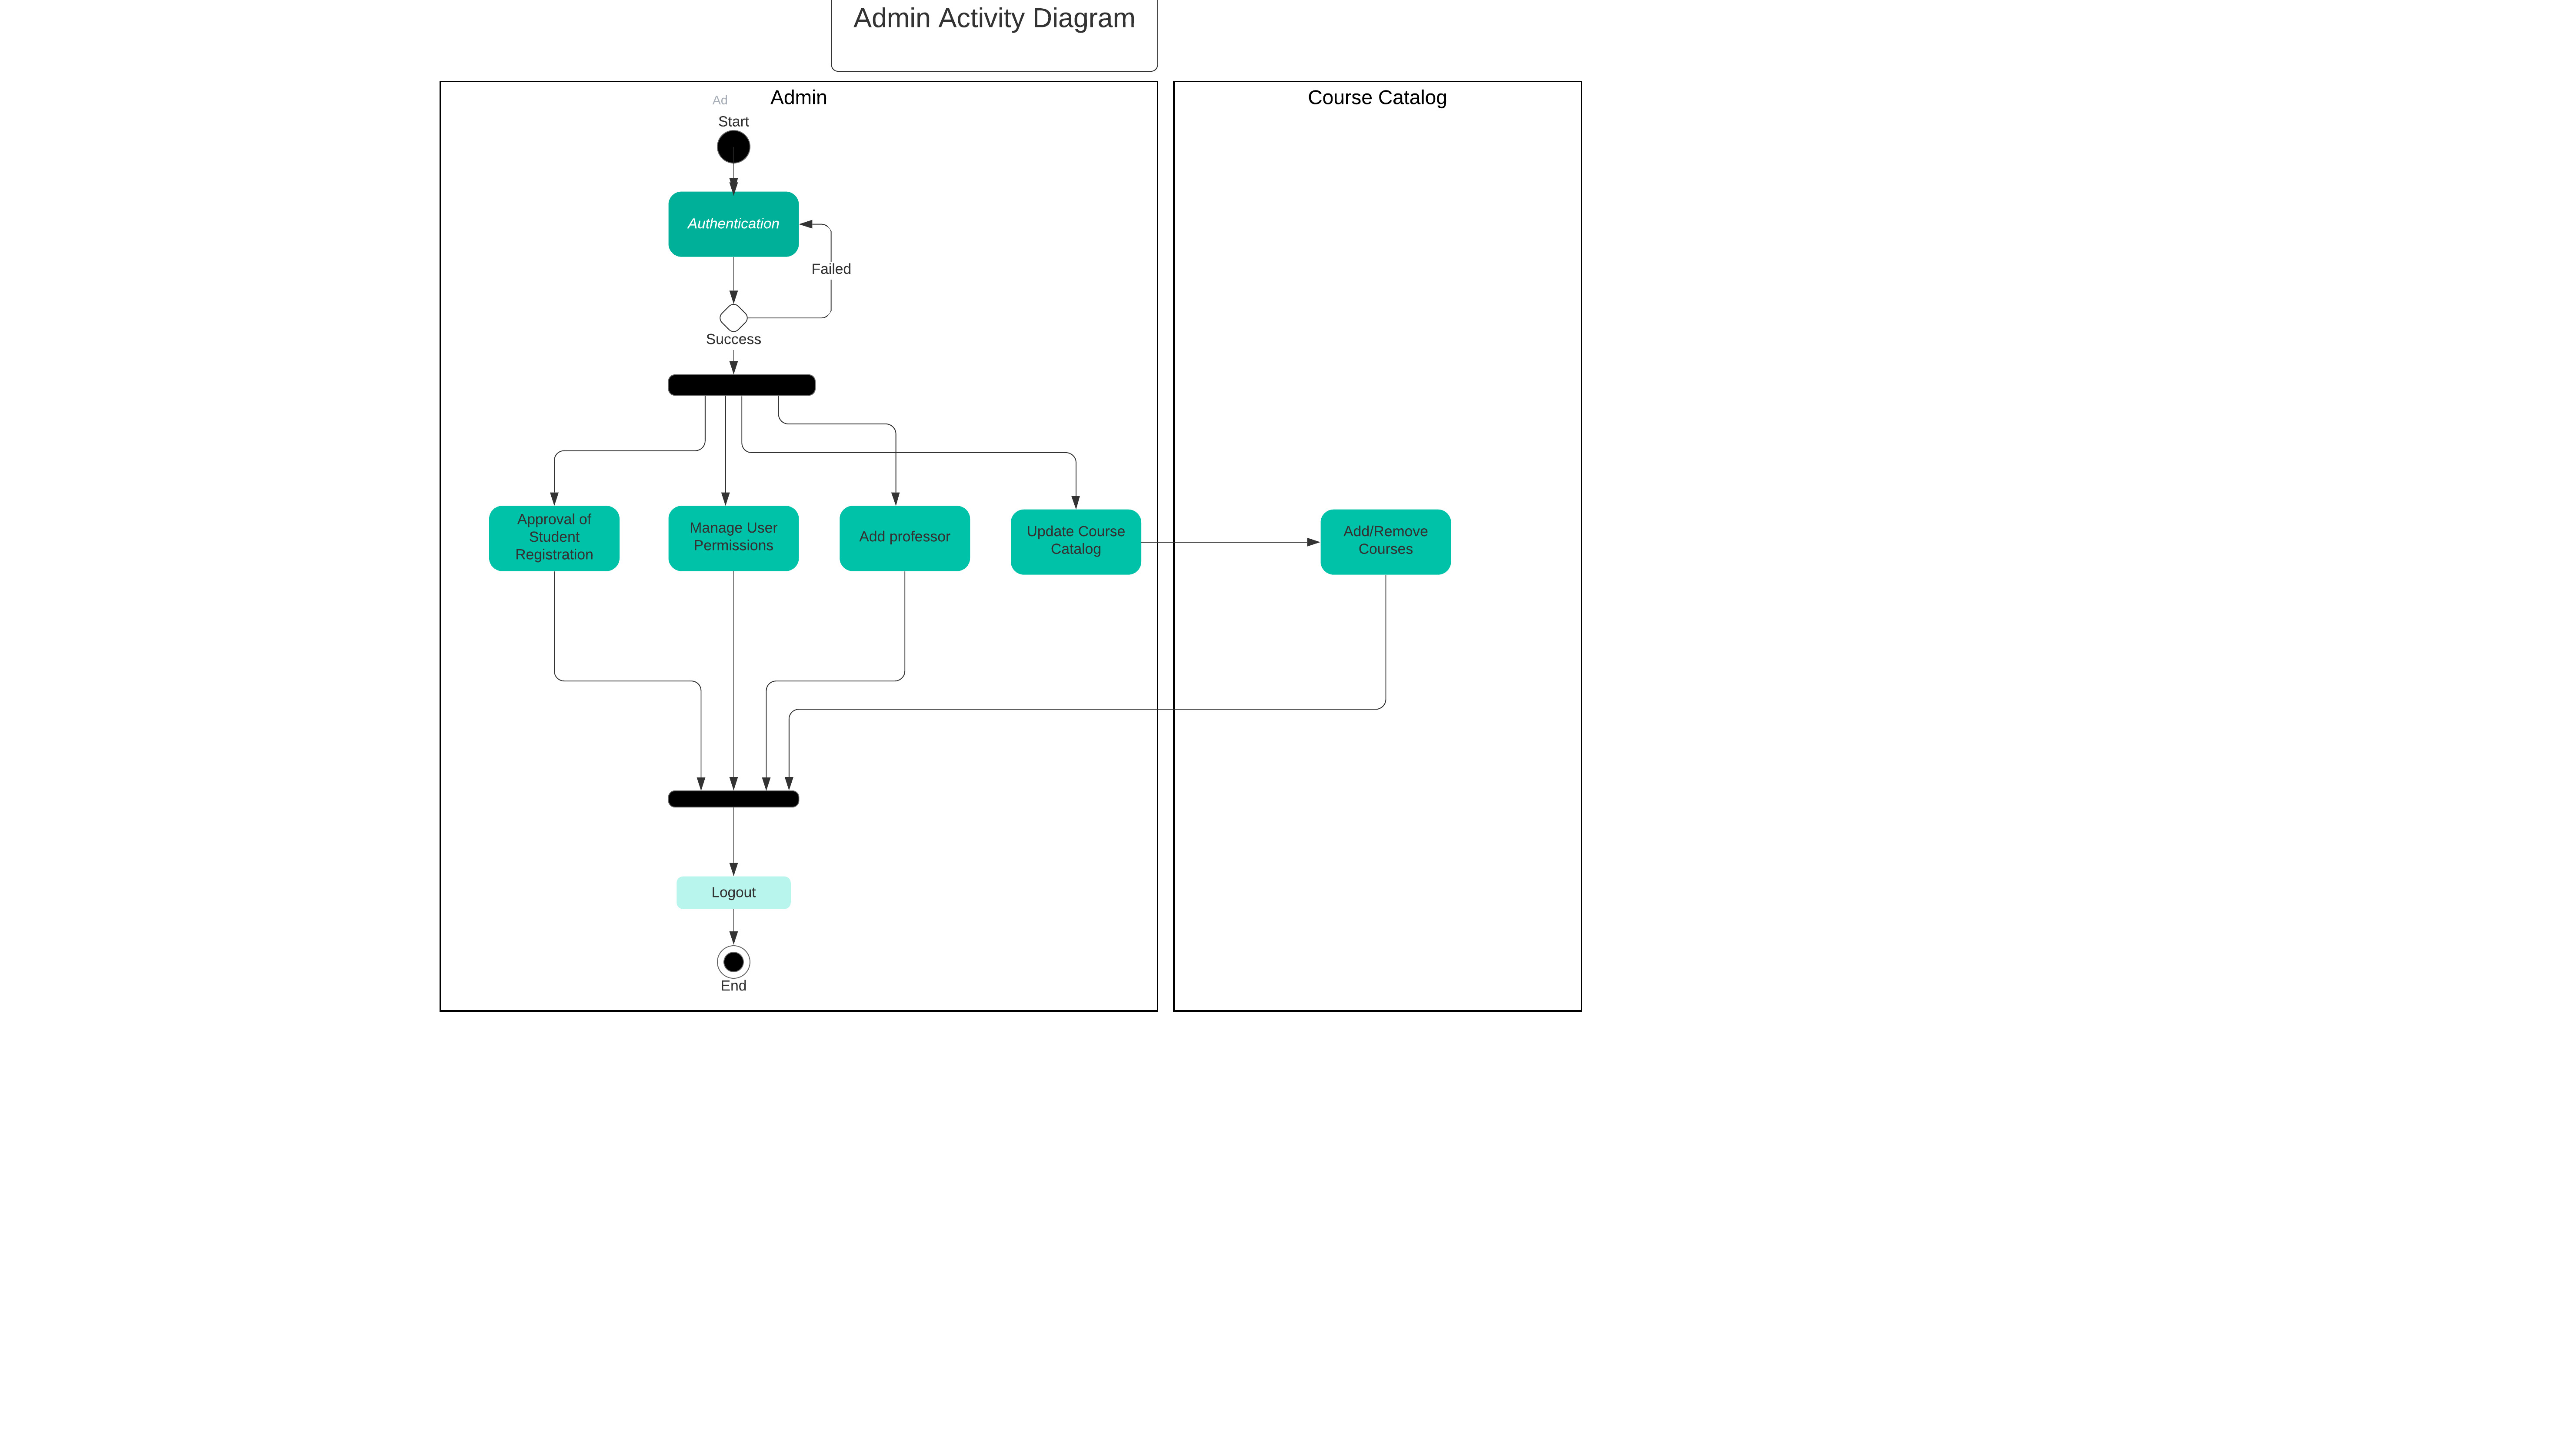 Admin Activity Diagram
Admin
Course Catalog
Ad
Start
Authentication
Failed
Success
Approval of
Student
Registration
Manage User
Permissions
Add professor
Update Course
Catalog
Add/Remove
Courses
Logout
End